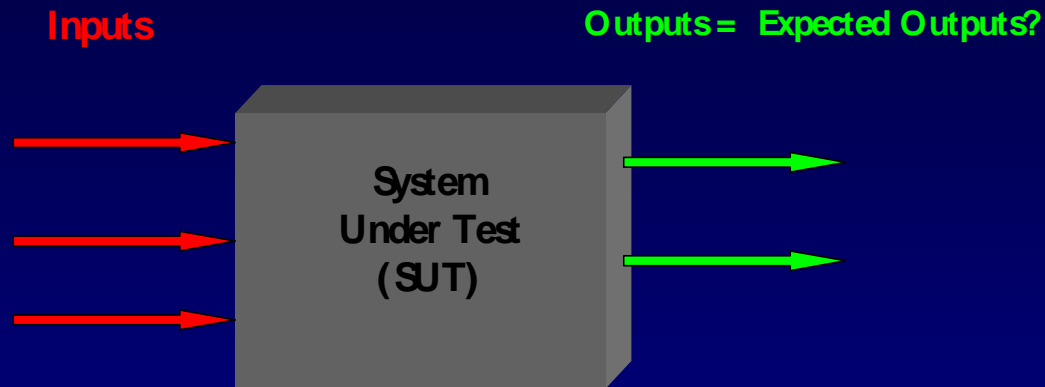 Inputs
Outputs = Expected Outputs?
System
Under Test
(SUT)